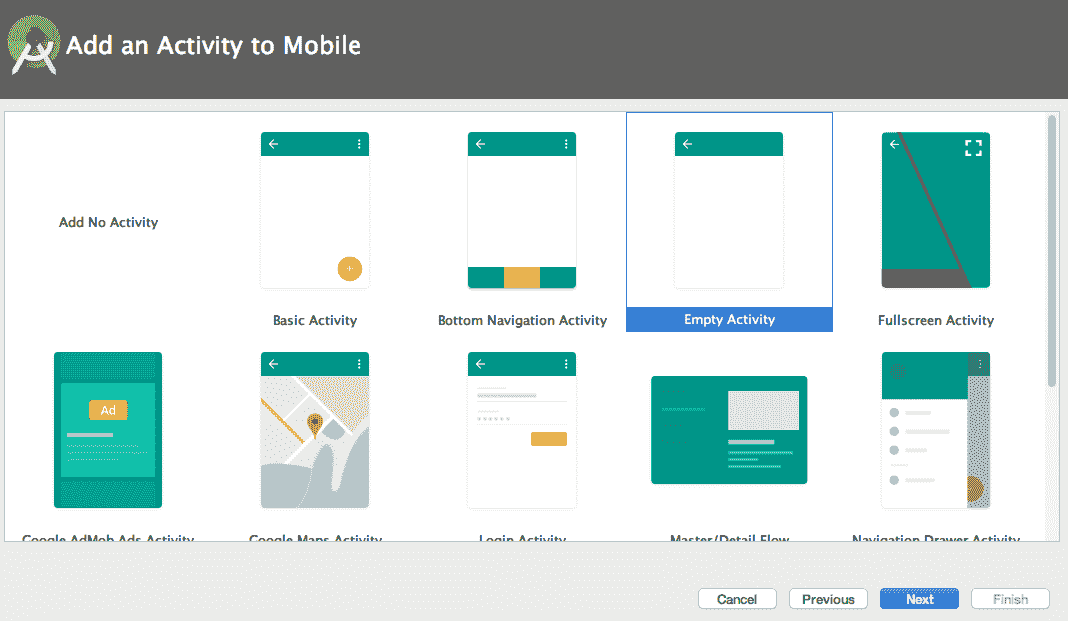 Add an Activity to Mobile
Add No Activity
Basic Activity
Bottom Navigation Activity
Empty Activity
Fullscreen Activity
Ad
Google AdMob Ads Activity
Google Maps Activity
Login Activity
Master/Detail Flow
Navigation Drawer Activity
Cancel
Previous
Next
Finish